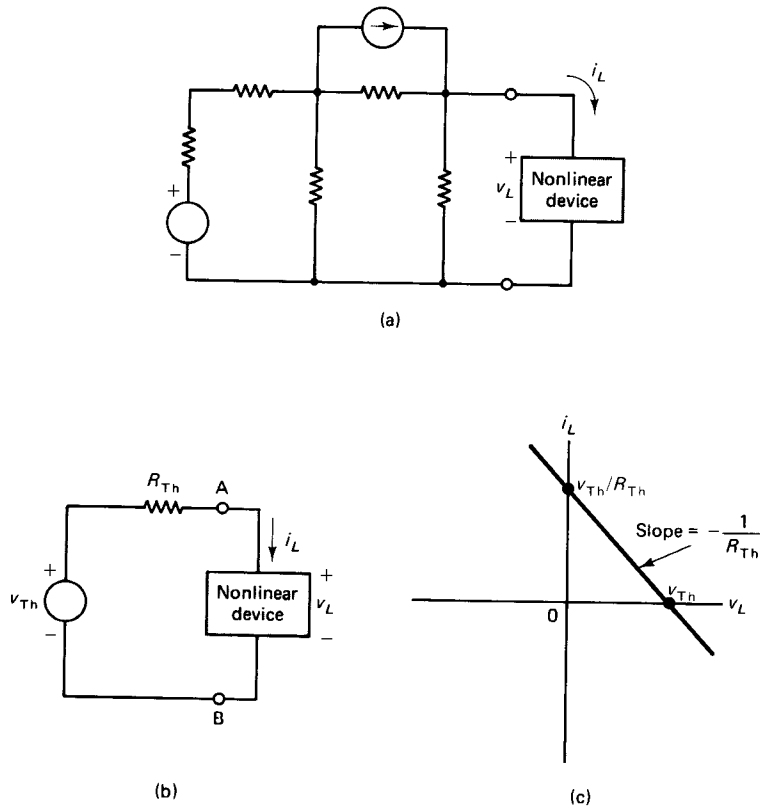 i_L
+
+
v_L
Nonlinear device
−
−
(a)
R_Th
A
i_L
+
v_Th
−
Nonlinear device
+
v_L
−
B
(b)
i_L
v_Th/R_Th
Slope = −1/R_Th
v_Th
0
v_L
(c)